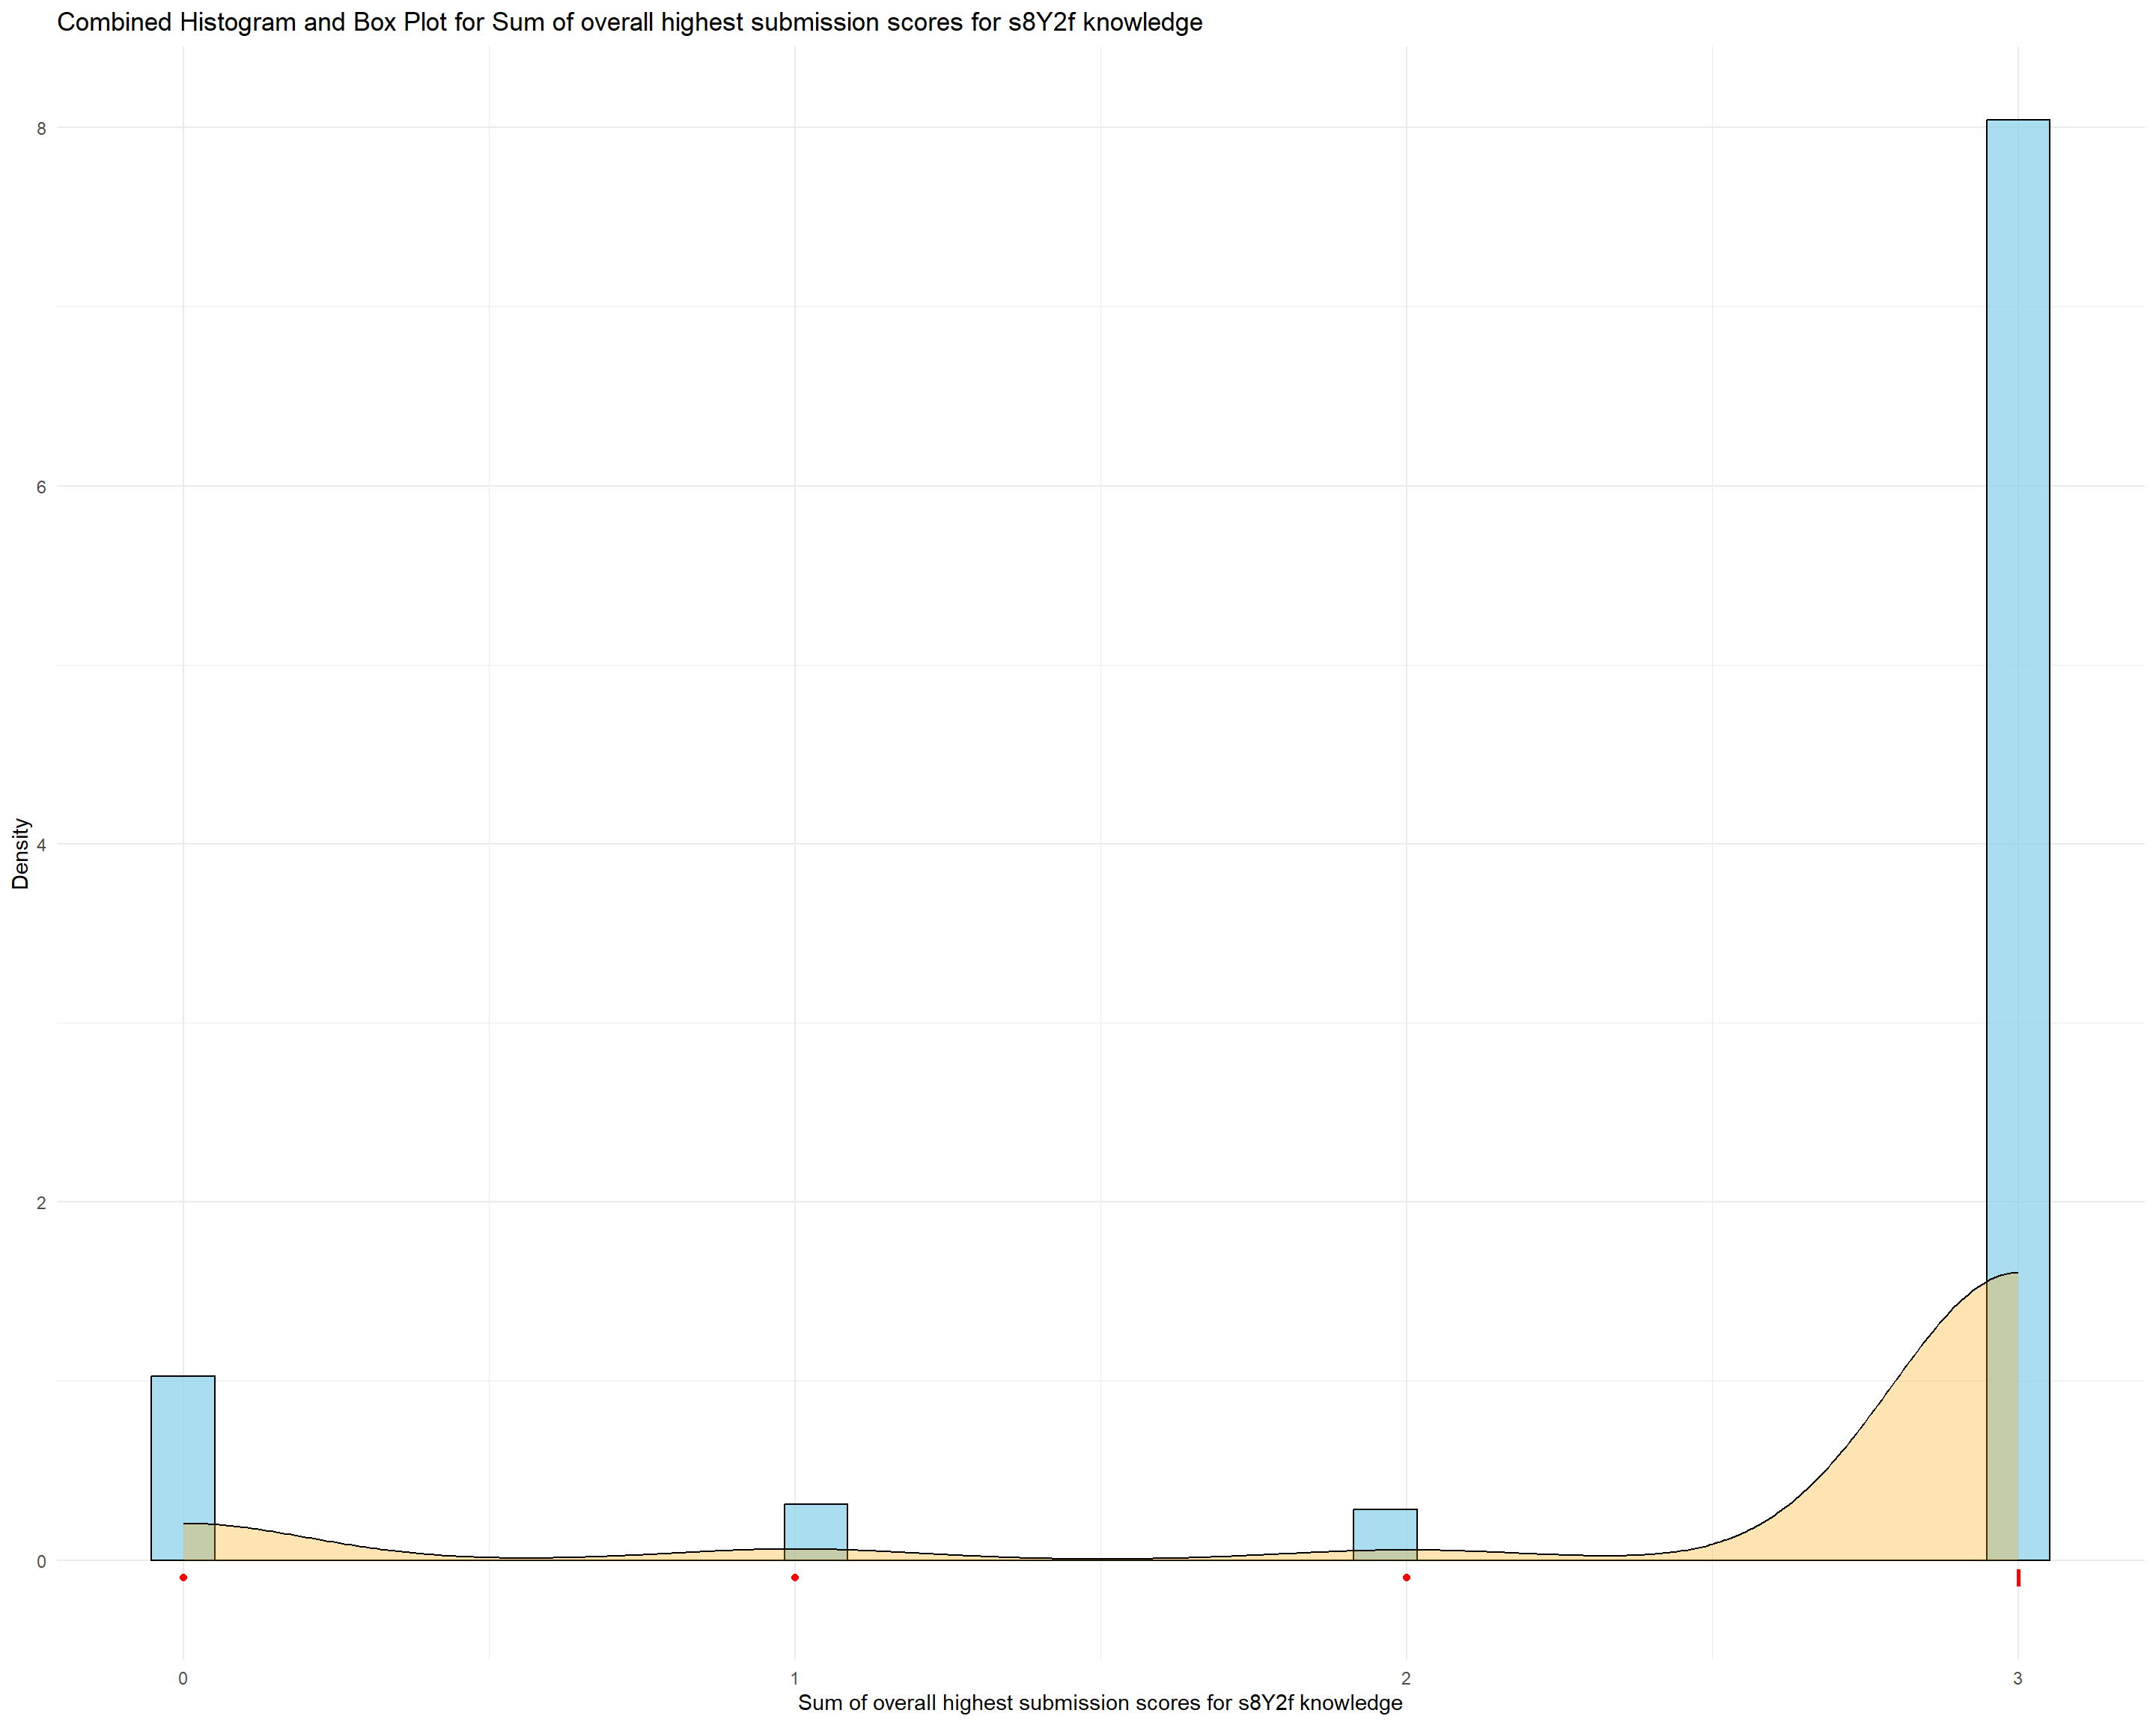 Combined Histogram and Box Plot for Sum of overall highest submission scores for s8Y2f knowledge
8
6
4
2
0
Density
0 1 2 3
Sum of overall highest submission scores for s8Y2f knowledge